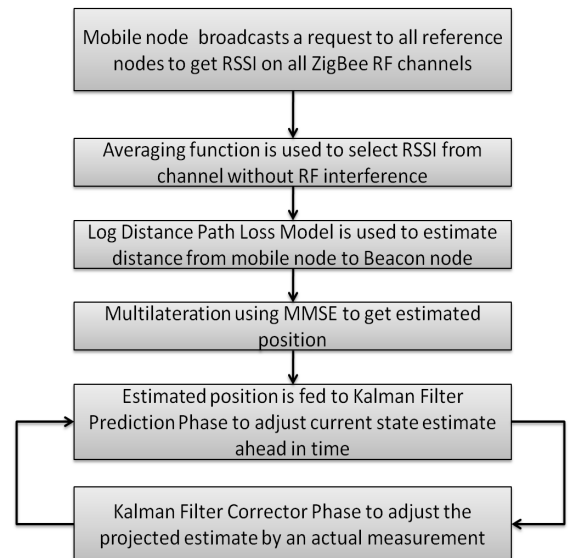 Mobile node broadcasts a request to all reference
nodes to get RSSI on all ZigBee RF channels
Averaging function is used to select RSSI from
channel without RF interference
Log Distance Path Loss Model is used to estimate
distance from mobile node to Beacon node
Multilateration using MMSE to get estimated
position
Estimated position is fed to Kalman Filter
Prediction Phase to adjust current state estimate
ahead in time
Kalman Filter Corrector Phase to adjust the
projected estimate by an actual measurement